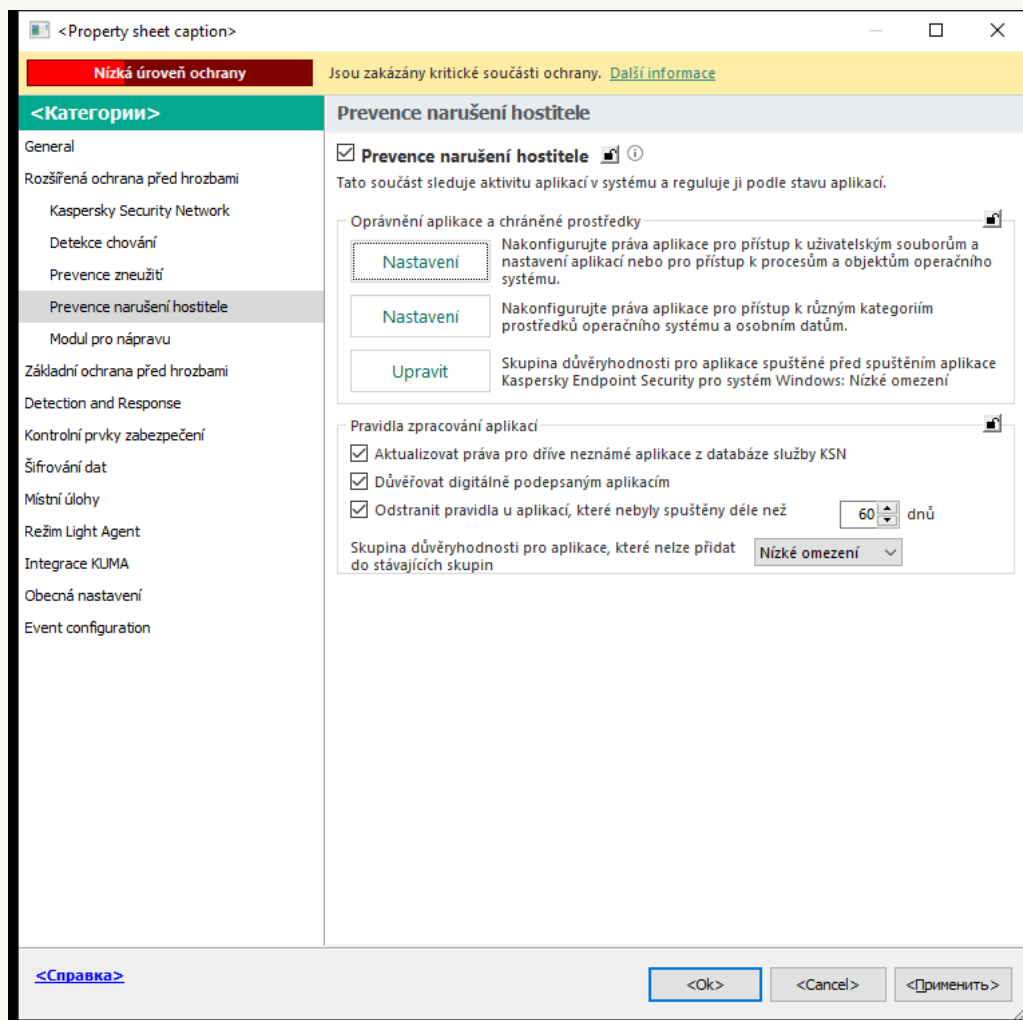 <Property sheet caption>
Nízká úroveň ochrany
Jsou zakázány kritické součásti ochrany. Další informace
<Категории>
General
Rozšířená ochrana před hrozbami
Kaspersky Security Network
Detekce chování
Prevence zneužití
Prevence narušení hostitele
Modul pro nápravu
Základní ochrana před hrozbami
Detection and Response
Kontrolní prvky zabezpečení
Šifrování dat
Místní úlohy
Režim Light Agent
Integrace KUMA
Obecná nastavení
Event configuration
Prevence narušení hostitele
Prevence narušení hostitele
Tato součást sleduje aktivitu aplikací v systému a reguluje ji podle stavu aplikací.
Oprávnění aplikace a chráněné prostředky
Nastavení
Nakonfigurujte práva aplikace pro přístup k uživatelským souborům a
nastavení aplikací nebo pro přístup k procesům a objektům operačního
systému.
Nastavení
Nakonfigurujte práva aplikace pro přístup k různým kategoriím
prostředků operačního systému a osobním datům.
Upravit
Skupina důvěryhodnosti pro aplikace spuštěné před spuštěním aplikace
Kaspersky Endpoint Security pro systém Windows: Nízké omezení
Pravidla zpracování aplikací
Aktualizovat práva pro dříve neznámé aplikace z databáze služby KSN
Důvěřovat digitálně podepsaným aplikacím
Odstranit pravidla u aplikací, které nebyly spuštěny déle než 60 dnů
Skupina důvěryhodnosti pro aplikace, které nelze přidat
do stávajících skupin
Nízké omezení
<Справка>
<Ok>
<Cancel>
<Применить>